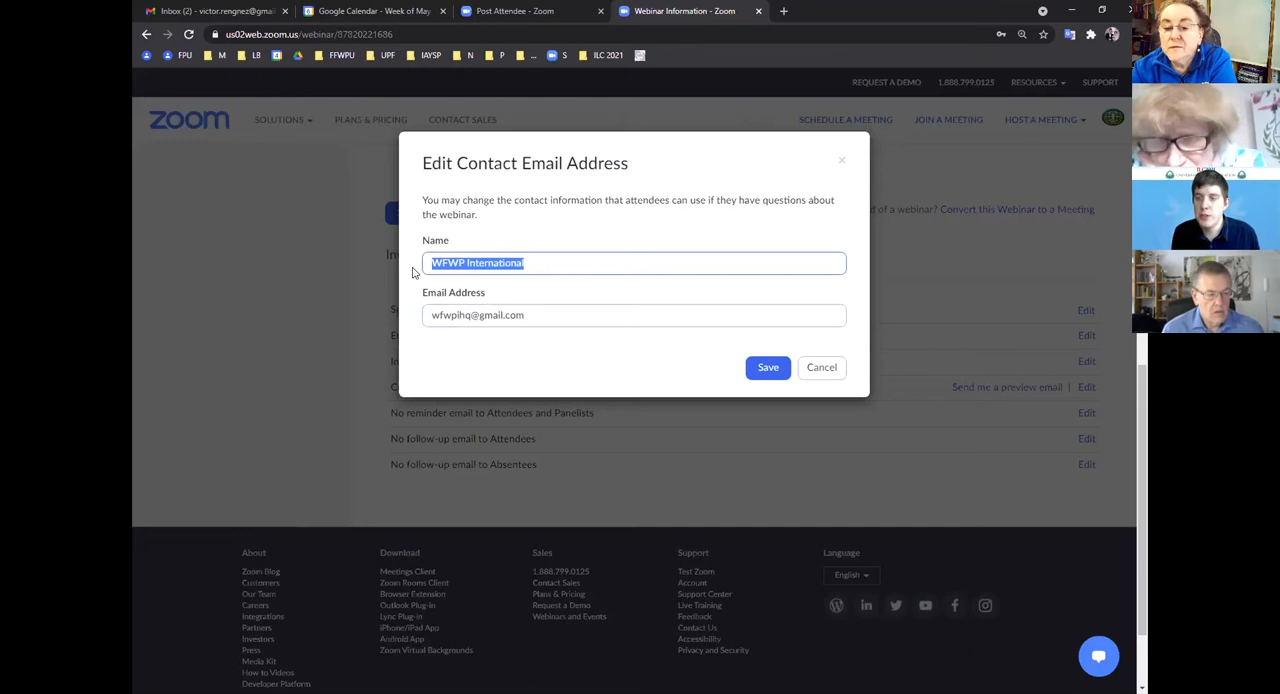 Inbox (2) - victor.rengnez@gmai
Google Calendar - Week of May
Post Attendee - Zoom
Webinar Information - Zoom
us02web.zoom.us/webinar/87820221686
FPU M L8 FFWPU UPF IAYSP N P ... S ILC 2021
REQUEST A DEMO 1.888.799.0125 RESOURCES SUPPORT
zoom SOLUTIONS PLANS & PRICING CONTACT SALES SCHEDULE A MEETING JOIN A MEETING HOST A MEETING
Edit Contact Email Address
You may change the contact information that attendees can use if they have questions about
the webinar.
Name
WFWP International
Email Address
wfwpihq@gmail.com
Save Cancel
d of a webinar? Convert this Webinar to a Meeting
Edit
Edit
Edit
Send me a preview email | Edit
No reminder email to Attendees and Panelists Edit
No follow-up email to Attendees Edit
No follow-up email to Absentees Edit
About
Zoom Blog
Customers
Our Team
Careers
Integrations
Partners
Investors
Press
Media Kit
How to Videos
Developer Platform
Download
Meetings Client
Zoom Rooms Client
Browser Extension
Outlook Plug-in
Lync Plug-in
iPhone/iPad App
Android App
Zoom Virtual Backgrounds
Sales
1.888.799.0125
Contact Sales
Plans & Pricing
Request a Demo
Webinars and Events
Support
Test Zoom
Account
Support Center
Live Training
Feedback
Contact Us
Accessibility
Privacy and Security
Language
English